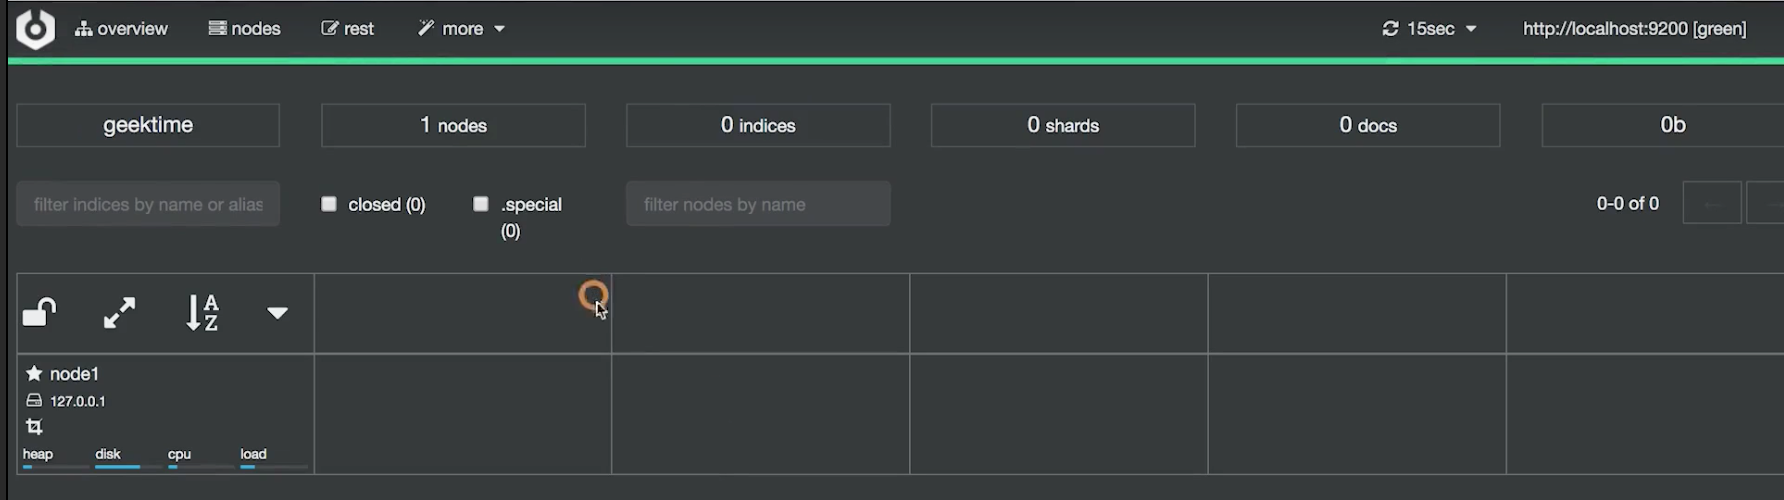 overview nodes rest more 15sec http://localhost:9200 [green]
geektime 1 nodes 0 indices 0 shards 0 docs 0b
filter indices by name or alias closed (0) .special filter nodes by name 0-0 of 0
(0)
A
Z
node1
127.0.0.1
heap disk cpu load